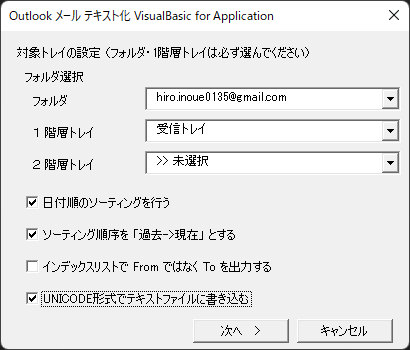 Outlook メール テキスト化 VisualBasic for Application
対象トレイの設定 (フォルダ・1階層トレイは必ず選んでください)
フォルダ選択
フォルダ hiro.inoue0135@gmail.com
1 階層トレイ 受信トレイ
2 階層トレイ >> 未選択
日付順のソーティングを行う
ソーティング順序を「過去->現在」とする
インデックスリストで From ではなく To を出力する
UNICODE形式でテキストファイルに書き込む
次へ > キャンセル